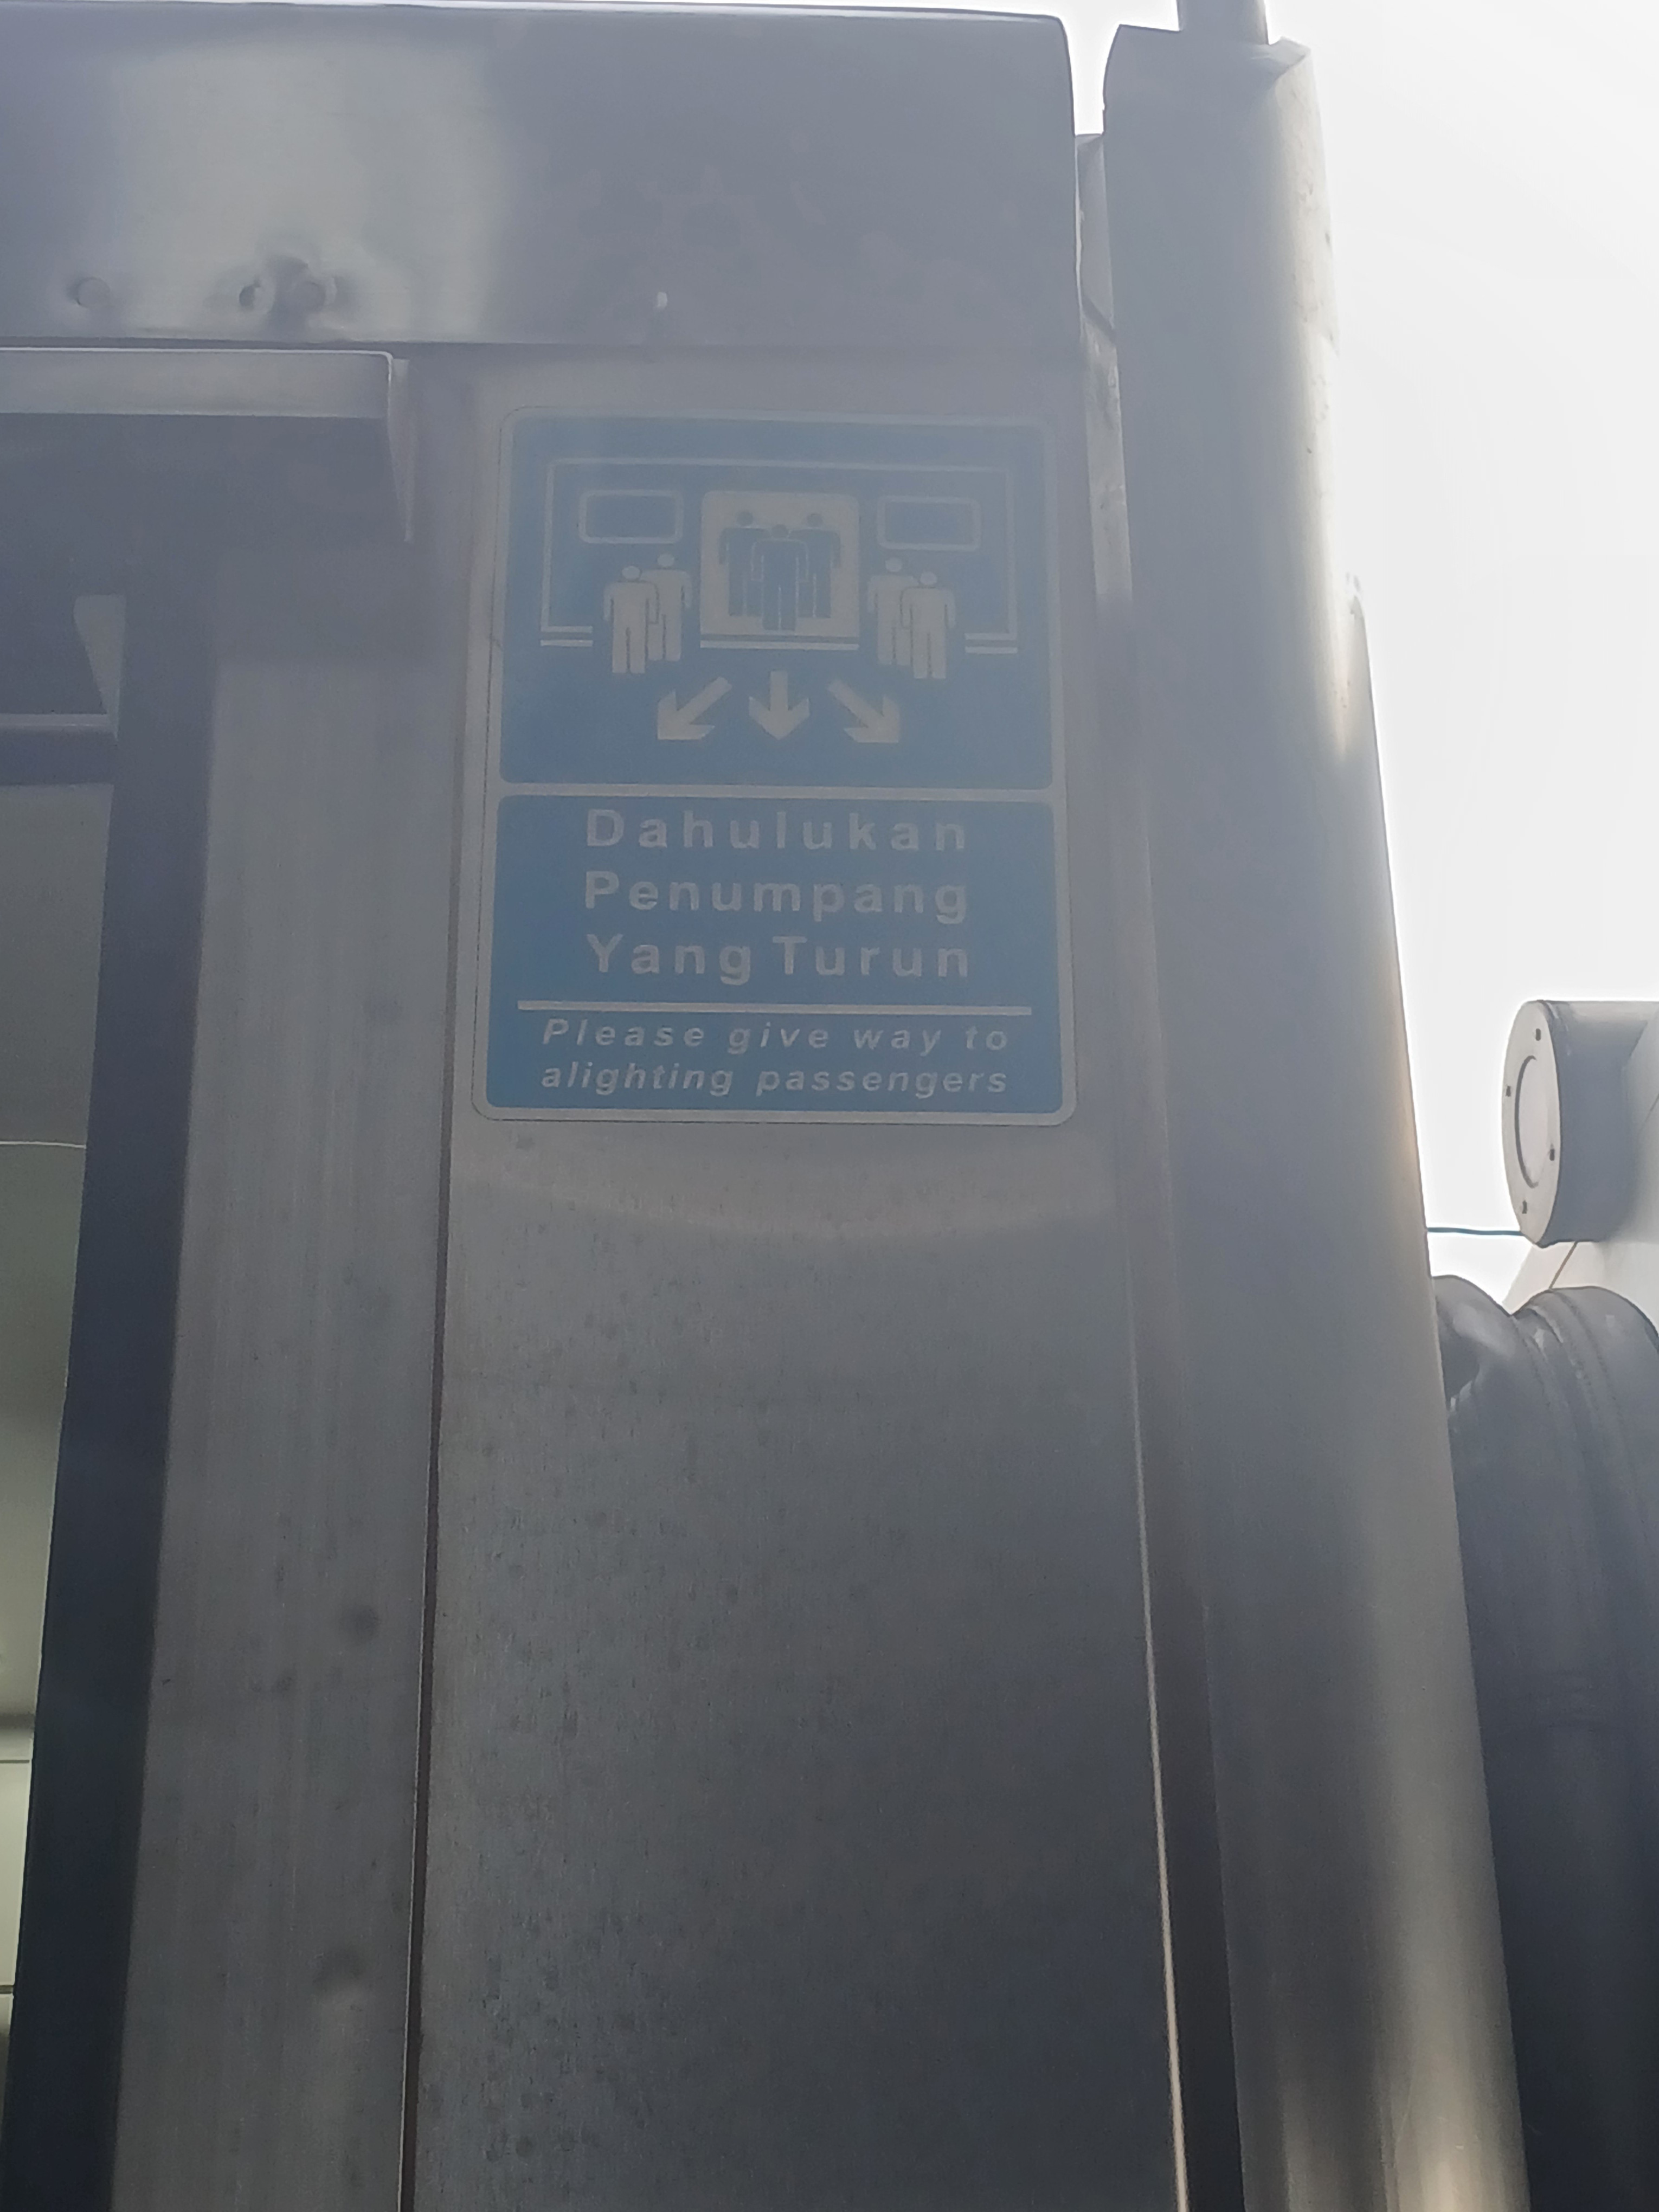 Dahulukan
Penumpang
Yang Turun
Please give way to
alighting passengers